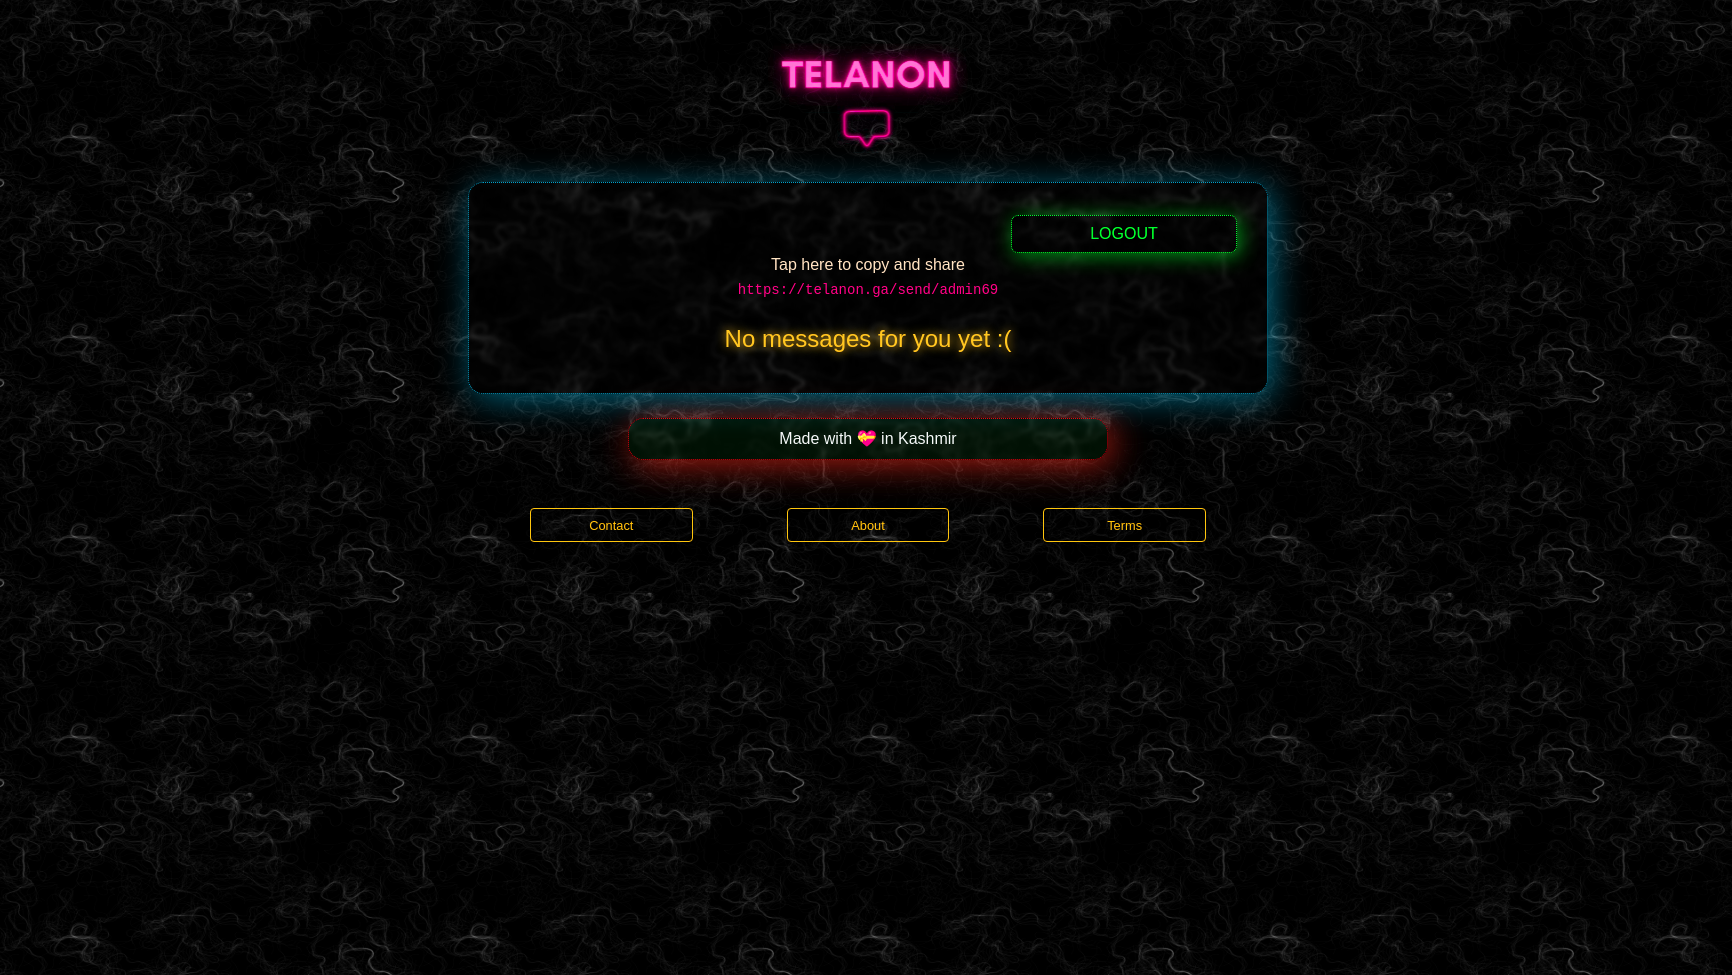 TELANON
LOGOUT
Tap here to copy and share
https://telanon.ga/send/admin69
No messages for you yet :(
Made with 💝 in Kashmir
Contact
About
Terms